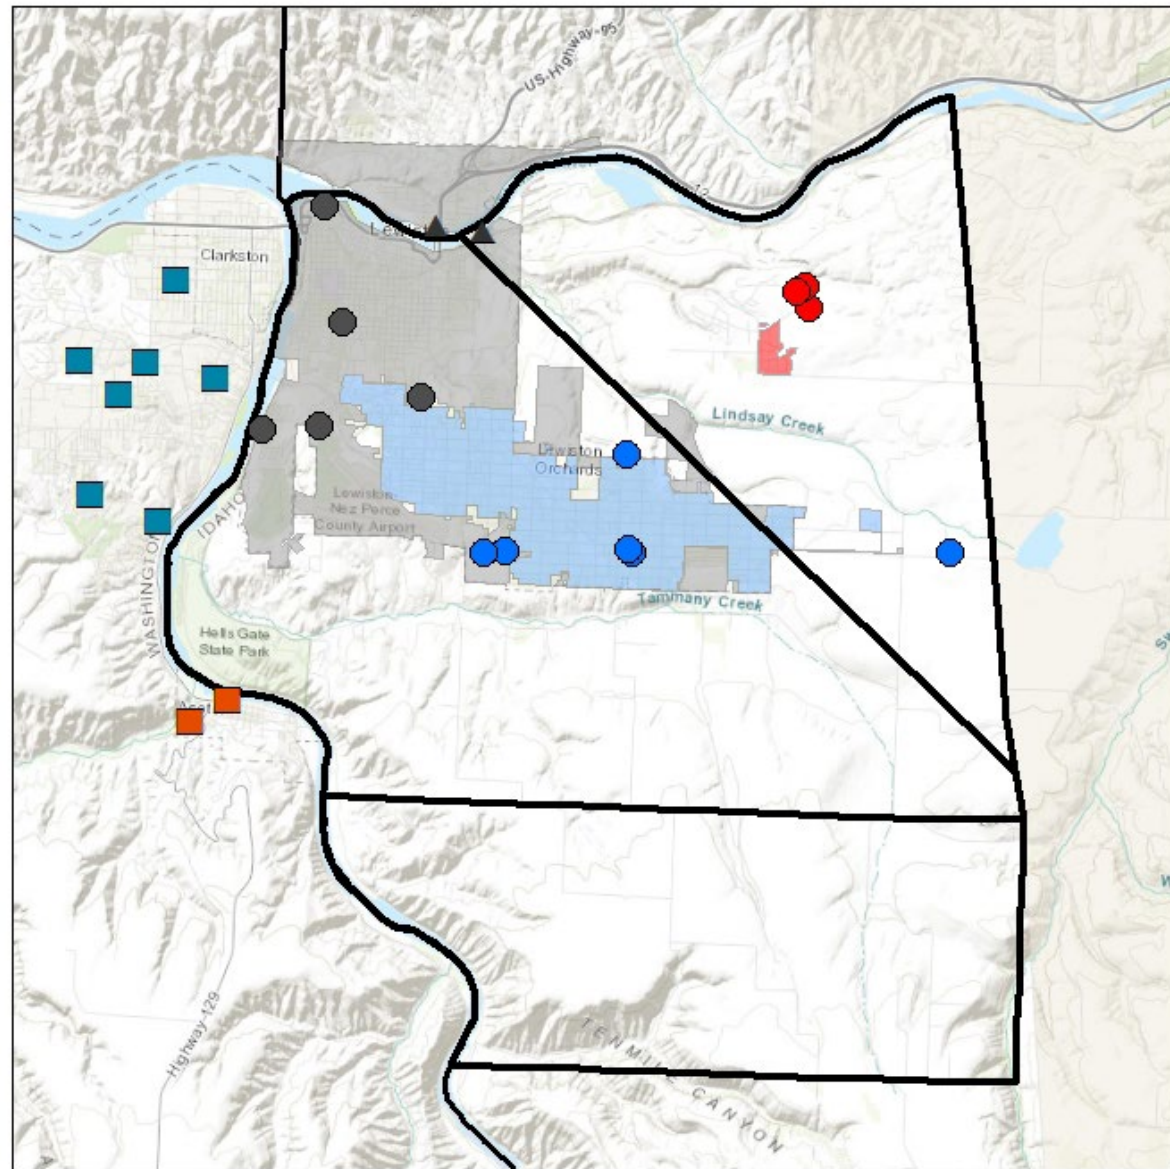 US-Highway-95
12
Clarkston
Lindsay Creek
Lewiston
Orchards
Lewiston
Nez Perce
County Airport
IDAHO
WASHINGTON
Tammany Creek
Hells Gate
State Park
Highway 129
TENMILE CANYON